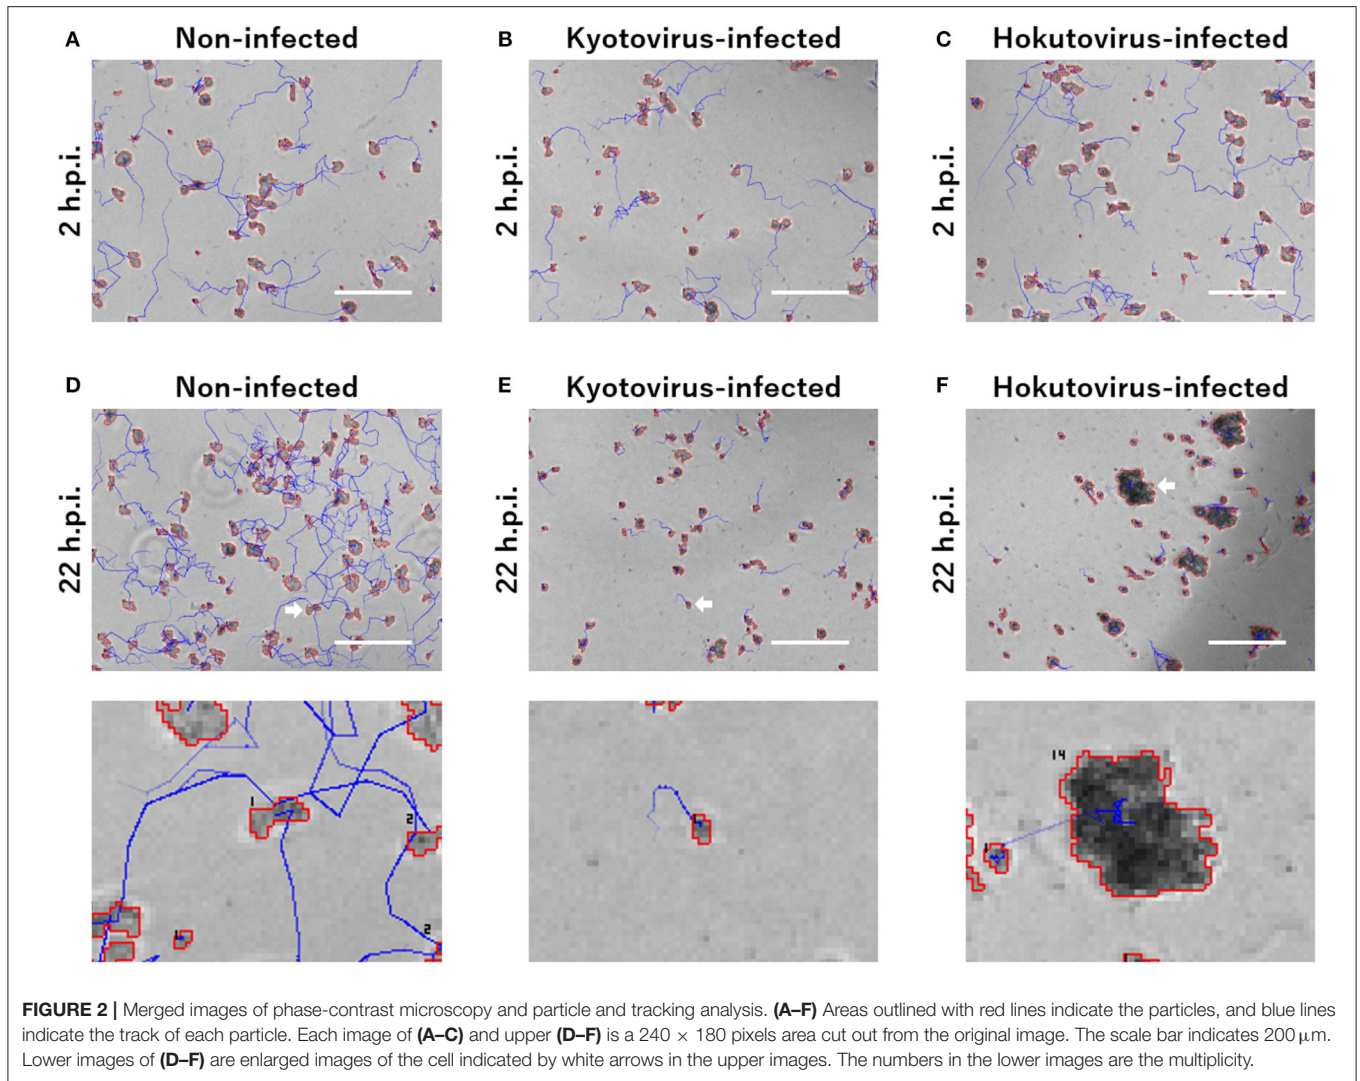 A Non-infected
B Kyotovirus-infected
C Hokutovirus-infected
2 h.p.i.
2 h.p.i.
2 h.p.i.
D Non-infected
E Kyotovirus-infected
F Hokutovirus-infected
22 h.p.i.
22 h.p.i.
22 h.p.i.
1
2
1
2
1
14
1
FIGURE 2 | Merged images of phase-contrast microscopy and particle and tracking analysis. (A–F) Areas outlined with red lines indicate the particles, and blue lines
indicate the track of each particle. Each image of (A–C) and upper (D–F) is a 240 × 180 pixels area cut out from the original image. The scale bar indicates 200 μm.
Lower images of (D–F) are enlarged images of the cell indicated by white arrows in the upper images. The numbers in the lower images are the multiplicity.